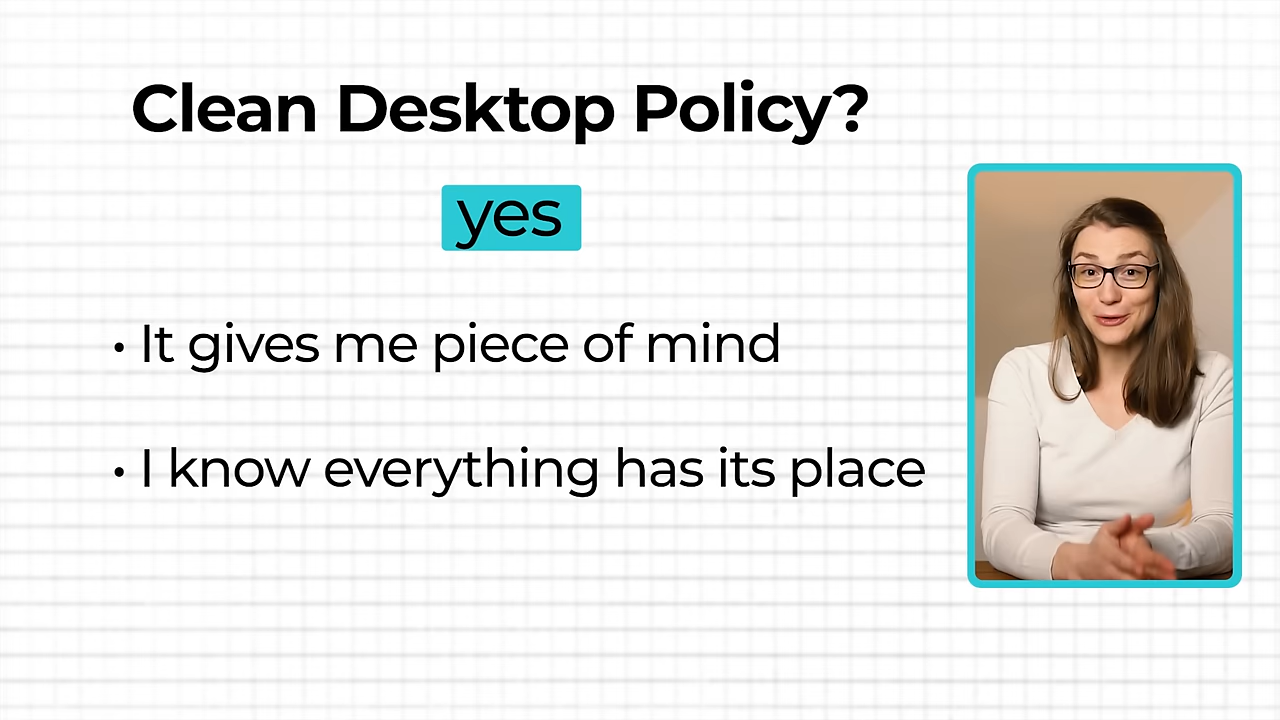 Clean Desktop Policy?
yes
• It gives me piece of mind
• I know everything has its place